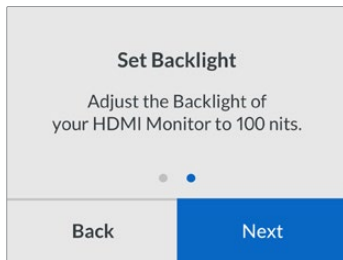 Set Backlight
Adjust the Backlight of
your HDMI Monitor to 100 nits.
Back
Next